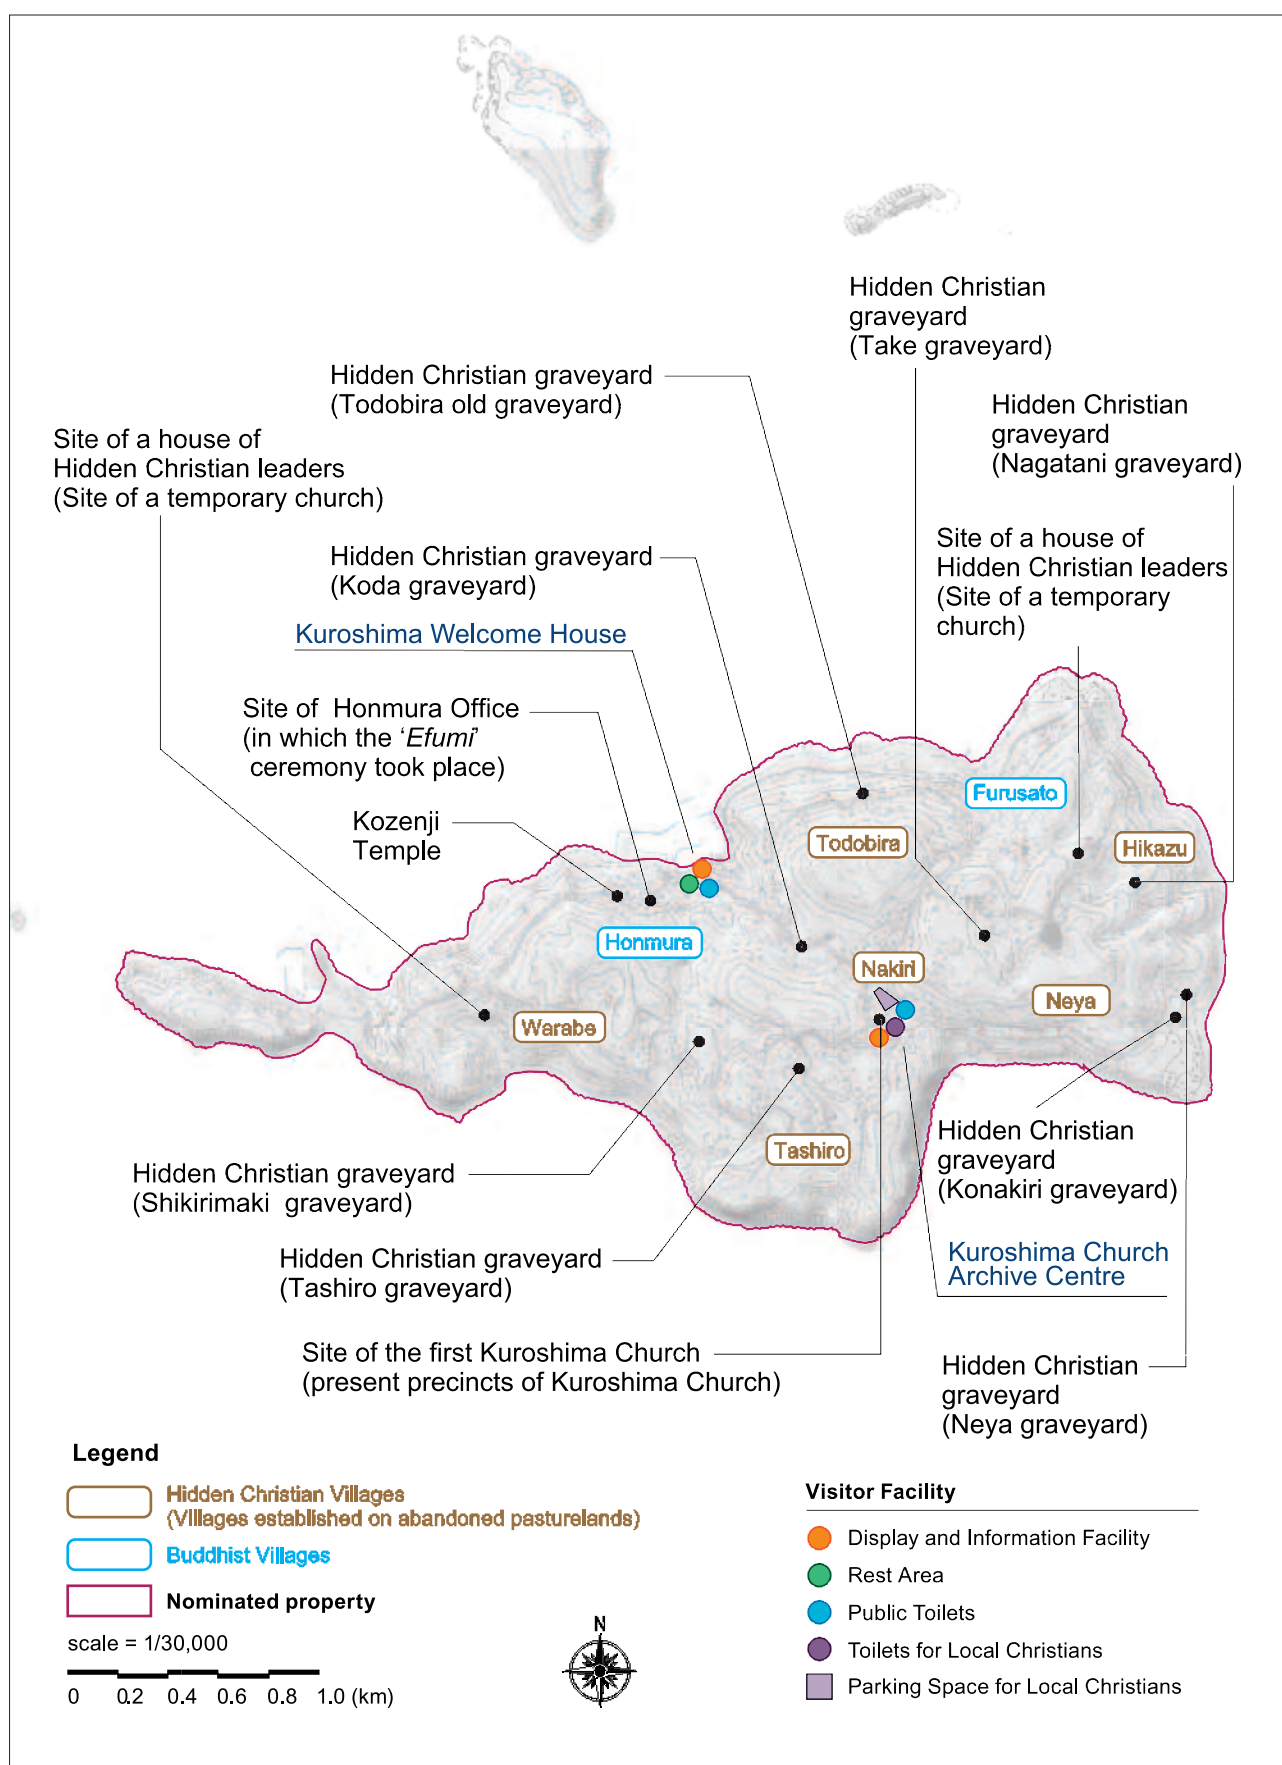 Hidden Christian
graveyard
(Take graveyard)
Hidden Christian graveyard
(Todobira old graveyard)
Hidden Christian
graveyard
(Nagatani graveyard)
Site of a house of
Hidden Christian leaders
(Site of a temporary church)
Site of a house of
Hidden Christian leaders
(Site of a temporary
church)
Hidden Christian graveyard
(Koda graveyard)
Kuroshima Welcome House
Site of Honmura Office
(in which the ‘Efumi’
ceremony took place)
Kozenji
Temple
Furusato
Todobira
Hikazu
Honmura
Nakiri
Neya
Warabe
Tashiro
Hidden Christian
graveyard
(Konakiri graveyard)
Hidden Christian graveyard
(Shikirimaki graveyard)
Hidden Christian graveyard
(Tashiro graveyard)
Kuroshima Church
Archive Centre
Site of the first Kuroshima Church
(present precincts of Kuroshima Church)
Hidden Christian
graveyard
(Neya graveyard)
Legend
Hidden Christian Villages
(Villages established on abandoned pasturelands)
Buddhist Villages
Nominated property
scale = 1/30,000
0 0.2 0.4 0.6 0.8 1.0 (km)
N
Visitor Facility
Display and Information Facility
Rest Area
Public Toilets
Toilets for Local Christians
Parking Space for Local Christians